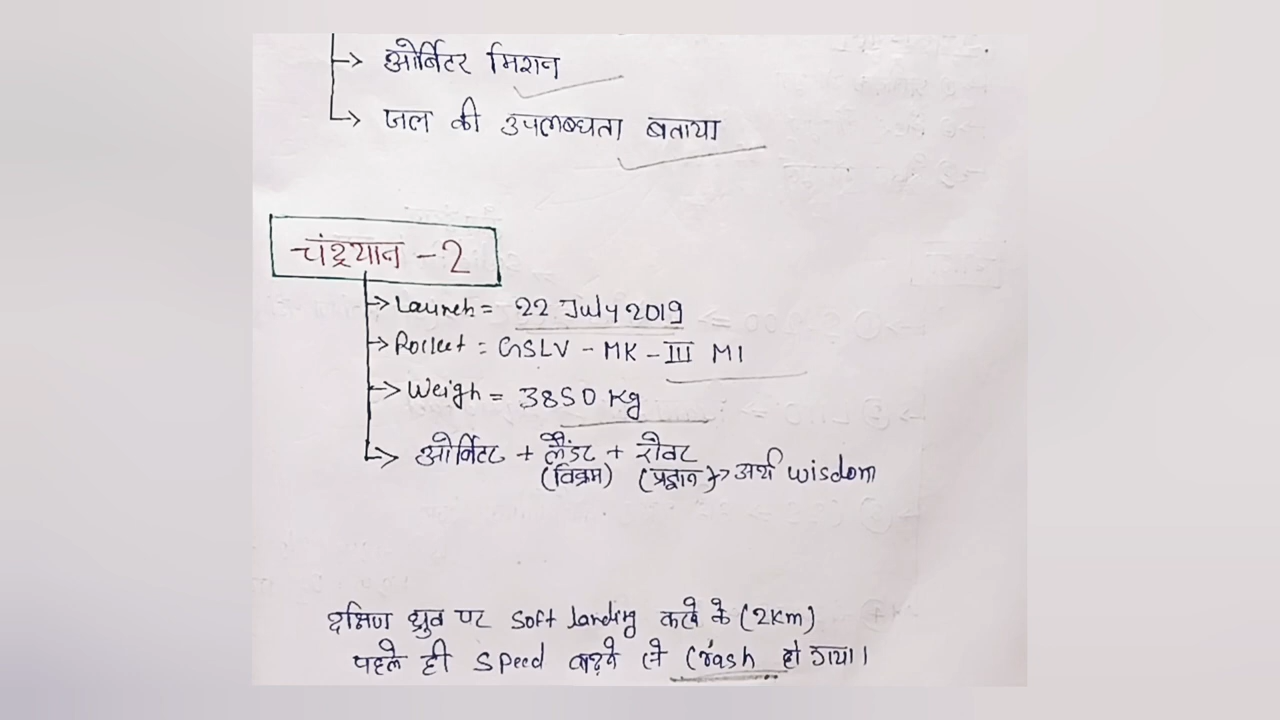 → ऑर्बिटर मिशन
→ जल की उपलब्धता बताया
चंद्रयान - 2
→ Launch = 22 July 2019
→ Rocket = GSLV - MK - III M1
→ Weigh = 3850 Kg
→ ओर्बिटर + लैंडर + रोवर
(विक्रम) (प्रज्ञान) → अर्थ wisdom
दक्षिण ध्रुव पर soft landing करने के (2Km)
पहले ही speed बढ़ने से Crash हो गया।